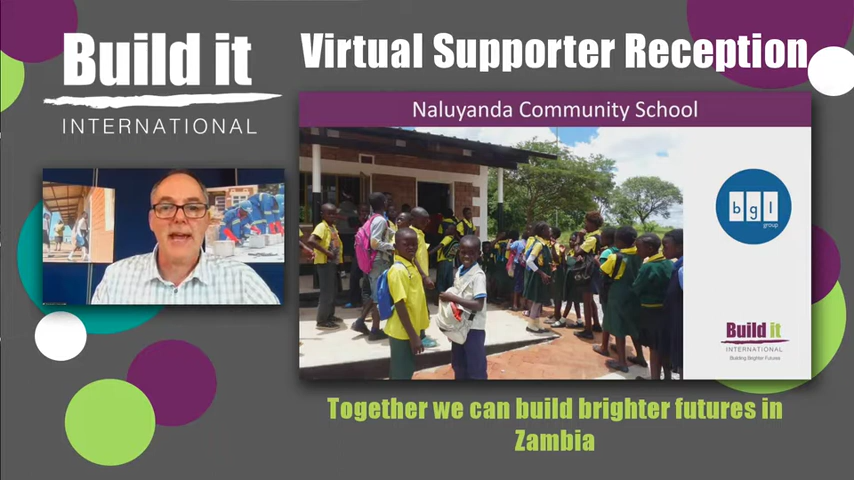 Build it
INTERNATIONAL
Virtual Supporter Reception
Naluyanda Community School
bgl
group
Build it
INTERNATIONAL
Building Brighter Futures
Together we can build brighter futures in
Zambia